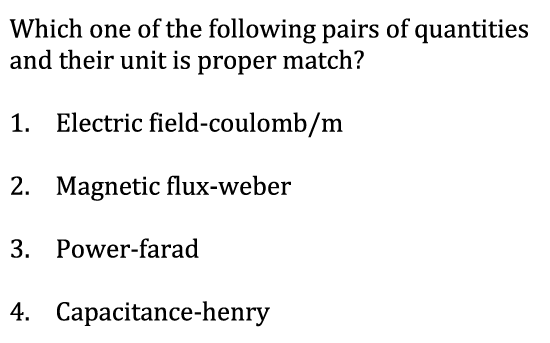 Which one of the following pairs of quantities
and their unit is proper match?
1. Electric field-coulomb/m
2. Magnetic flux-weber
3. Power-farad
4. Capacitance-henry